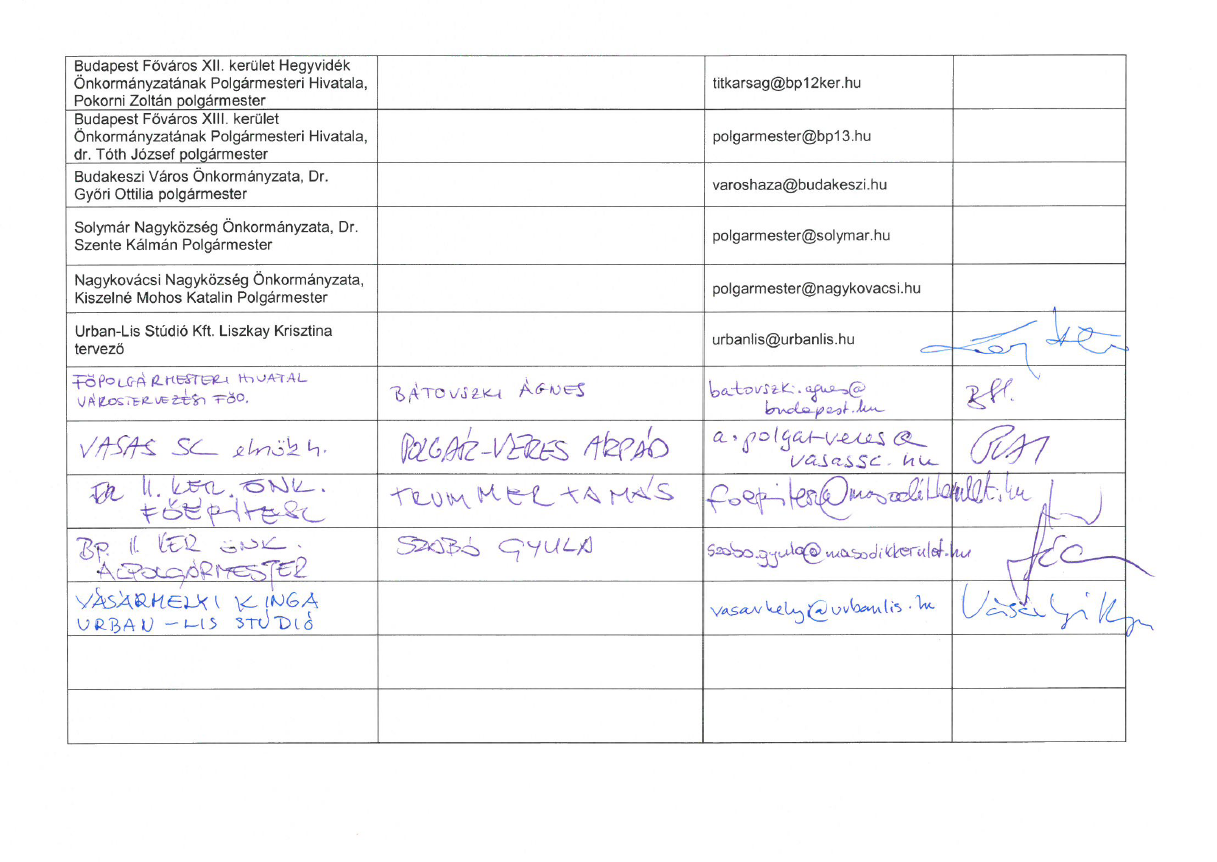 Budapest Főváros XII. kerület Hegyvidék
Önkormányzatának Polgármesteri Hivatala,
Pokorni Zoltán polgármester
titkarsag@bp12ker.hu
Budapest Főváros XIII. kerület
Önkormányzatának Polgármesteri Hivatala,
dr. Tóth József polgármester
polgarmester@bp13.hu
Budakeszi Város Önkormányzata, Dr.
Győri Ottilia polgármester
varoshaza@budakeszi.hu
Solymár Nagyközség Önkormányzata, Dr.
Szente Kálmán Polgármester
polgarmester@solymar.hu
Nagykovácsi Nagyközség Önkormányzata,
Kiszelné Mohos Katalin Polgármester
polgarmester@nagykovacsi.hu
Urban-Lis Stúdió Kft. Liszkay Krisztina
tervező
urbanlis@urbanlis.hu
FŐPOLGÁRMESTERI HIVATAL
VÁROSTERVEZÉSI FŐO.
BÁTOVSZKI ÁGNES
batovszki.agnes@
budapest.hu
VASAS SC elnök h.
POLGÁR-VERES ÁRPÁD
a.polgar-veres@
vasassc.hu
II. KER. ÖNK.
FŐÉPÍTÉSZ
TRUMMER TAMÁS
foepitesz@masodikkerulet.hu
BP. II. KER ÖNK.
ALPOLGÁRMESTER
SZABÓ GYULA
szabo.gyula@masodikkerulet.hu
VÁSÁRHELYI KINGA
URBAN-LIS STÚDIÓ
vasarhelyi@urbanlis.hu